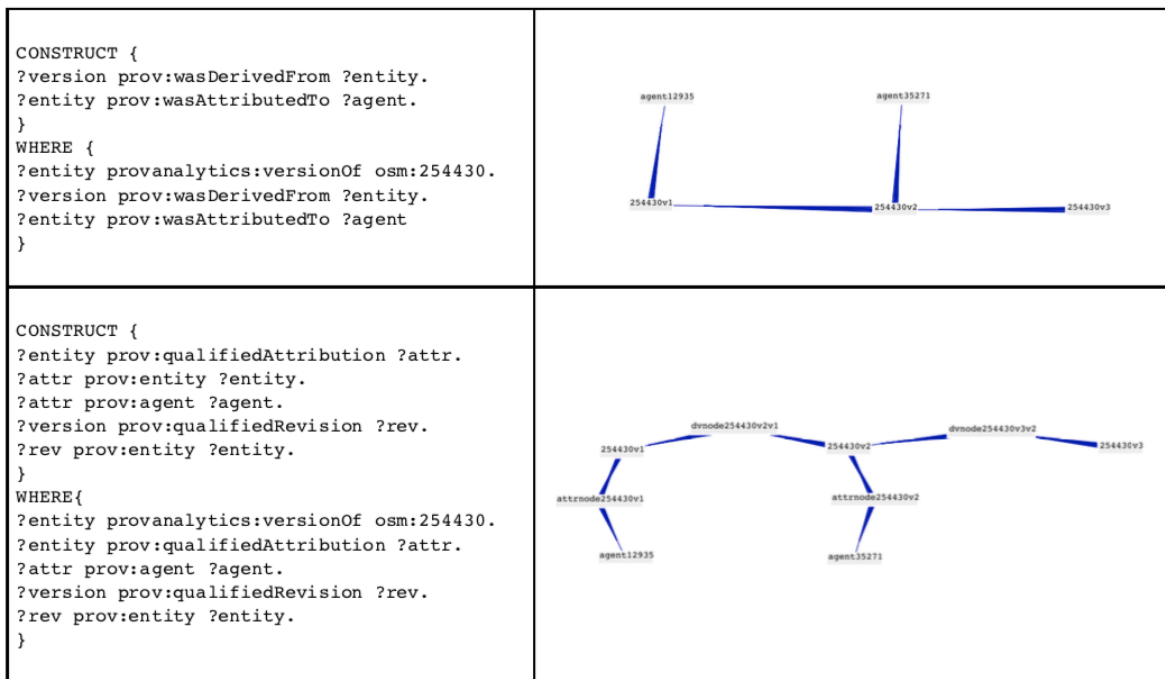 CONSTRUCT {
?version prov:wasDerivedFrom ?entity.
?entity prov:wasAttributedTo ?agent.
}
WHERE {
?entity provanalytics:versionOf osm:254430.
?version prov:wasDerivedFrom ?entity.
?entity prov:wasAttributedTo ?agent
}
agent12935 agent35271
254430v1 254430v2 254430v3
CONSTRUCT {
?entity prov:qualifiedAttribution ?attr.
?attr prov:entity ?entity.
?attr prov:agent ?agent.
?version prov:qualifiedRevision ?rev.
?rev prov:entity ?entity.
}
WHERE{
?entity provanalytics:versionOf osm:254430.
?entity prov:qualifiedAttribution ?attr.
?attr prov:agent ?agent.
?version prov:qualifiedRevision ?rev.
?rev prov:entity ?entity.
}
dvnode254430v2v1 dvnode254430v3v2
254430v1 254430v2 254430v3
attrnode254430v1 attrnode254430v2
agent12935 agent35271